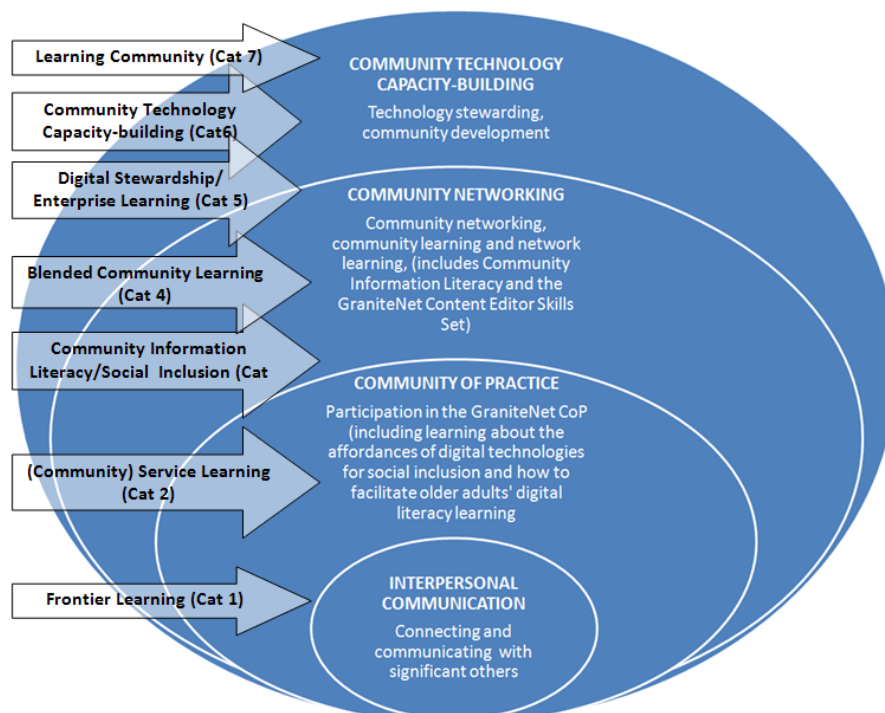 Learning Community (Cat 7)
Community Technology
Capacity-building (Cat6)
Digital Stewardship/
Enterprise Learning (Cat 5)
Blended Community Learning
(Cat 4)
Community Information
Literacy/Social Inclusion (Cat
(Community) Service Learning
(Cat 2)
Frontier Learning (Cat 1)
COMMUNITY TECHNOLOGY
CAPACITY-BUILDING
Technology stewarding,
community development
COMMUNITY NETWORKING
Community networking,
community learning and network
learning, (includes Community
Information Literacy and the
GraniteNet Content Editor Skills
Set)
COMMUNITY OF PRACTICE
Participation in the GraniteNet CoP
(including learning about the
affordances of digital technologies
for social inclusion and how to
facilitate older adults' digital
literacy learning
INTERPERSONAL
COMMUNICATION
Connecting and
communicating with
significant others